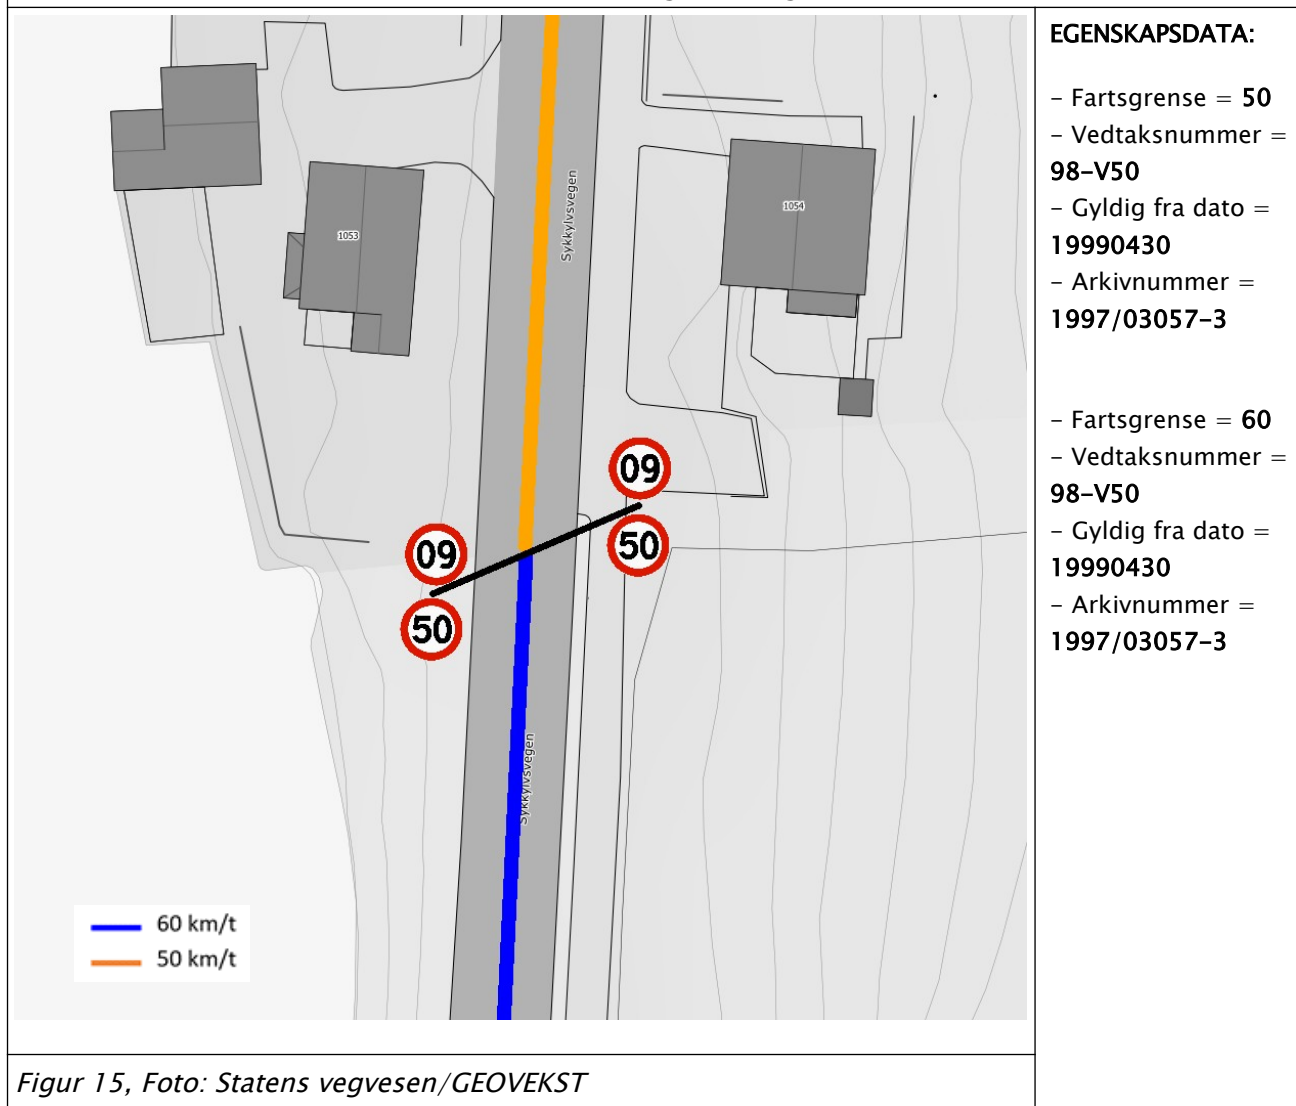 EGENSKAPSDATA:
– Fartsgrense = 50
– Vedtaksnummer =
98-V50
– Gyldig fra dato =
19990430
– Arkivnummer =
1997/03057-3
– Fartsgrense = 60
– Vedtaksnummer =
98-V50
– Gyldig fra dato =
19990430
– Arkivnummer =
1997/03057-3
Sykkylvsvegen
1053
1054
09
50
09
50
Sykkylvsvegen
60 km/t
50 km/t
Figur 15, Foto: Statens vegvesen/GEOVEKST